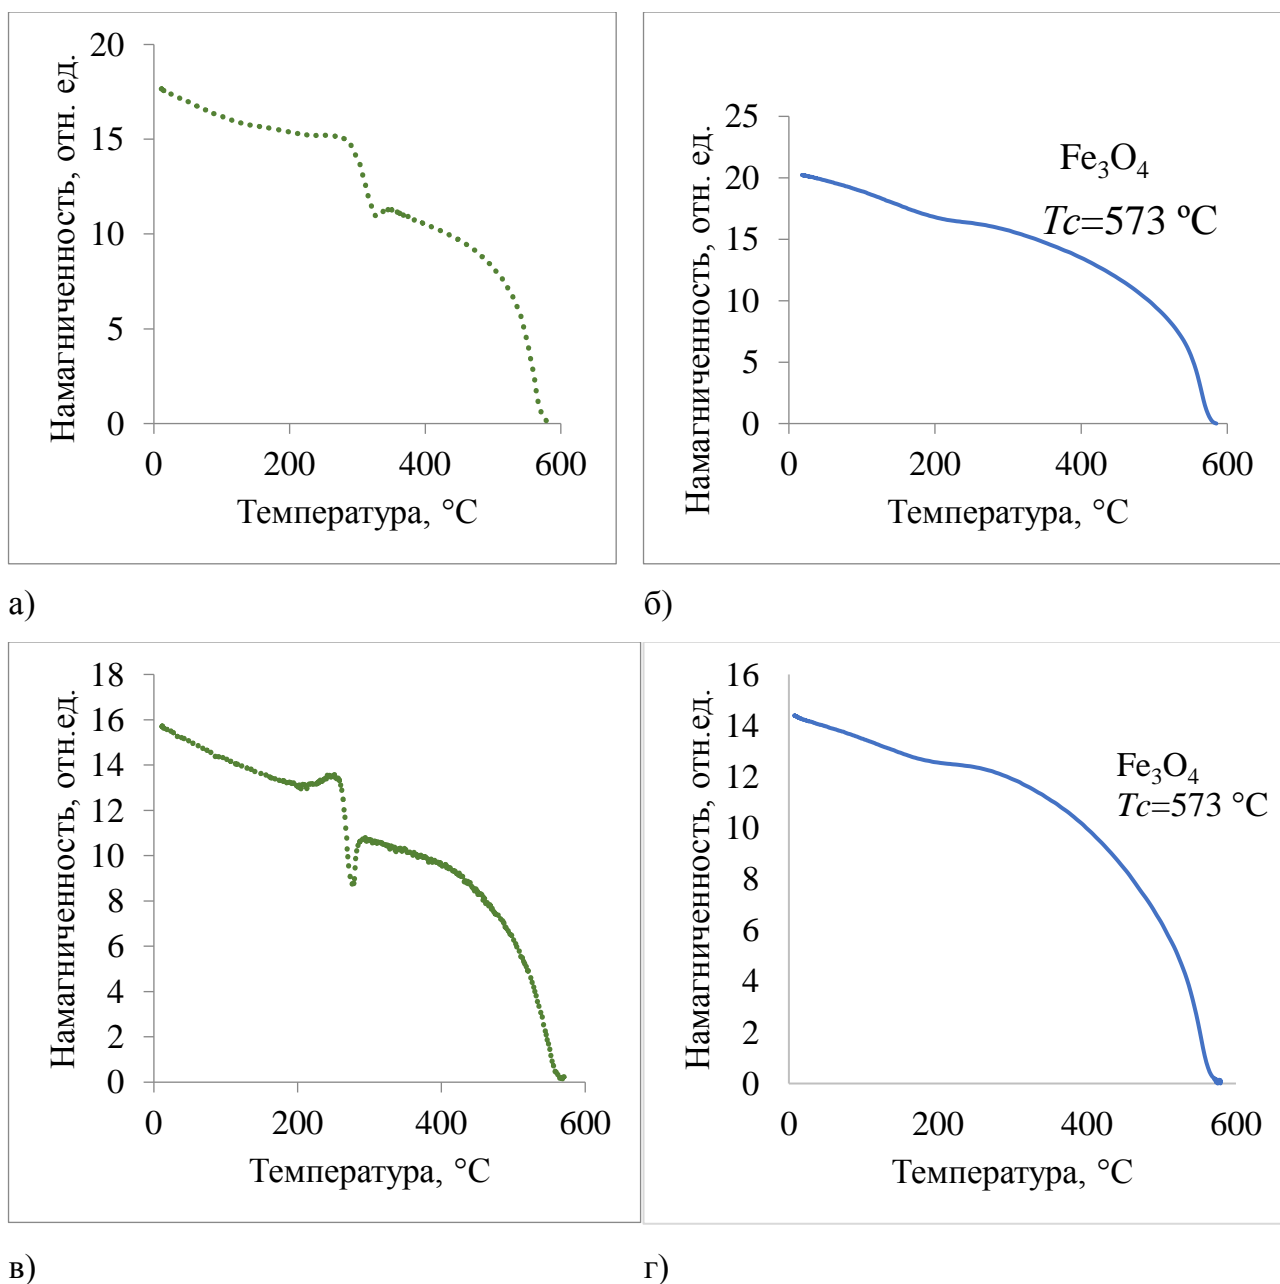 Намагниченность, отн. ед.
20
15
10
5
0
0 200 400 600
Температура, °С
а)
Намагниченность, отн. ед.
25
20
15
10
5
0
0 200 400 600
Температура, °С
Fe₃O₄
Tc=573 ºС
б)
Намагниченность, отн.ед.
18
16
14
12
10
8
6
4
2
0
0 200 400 600
Температура, °С
в)
Намагниченность, отн.ед.
16
14
12
10
8
6
4
2
0
0 200 400 600
Температура, °С
Fe₃O₄
Tc=573 °С
г)